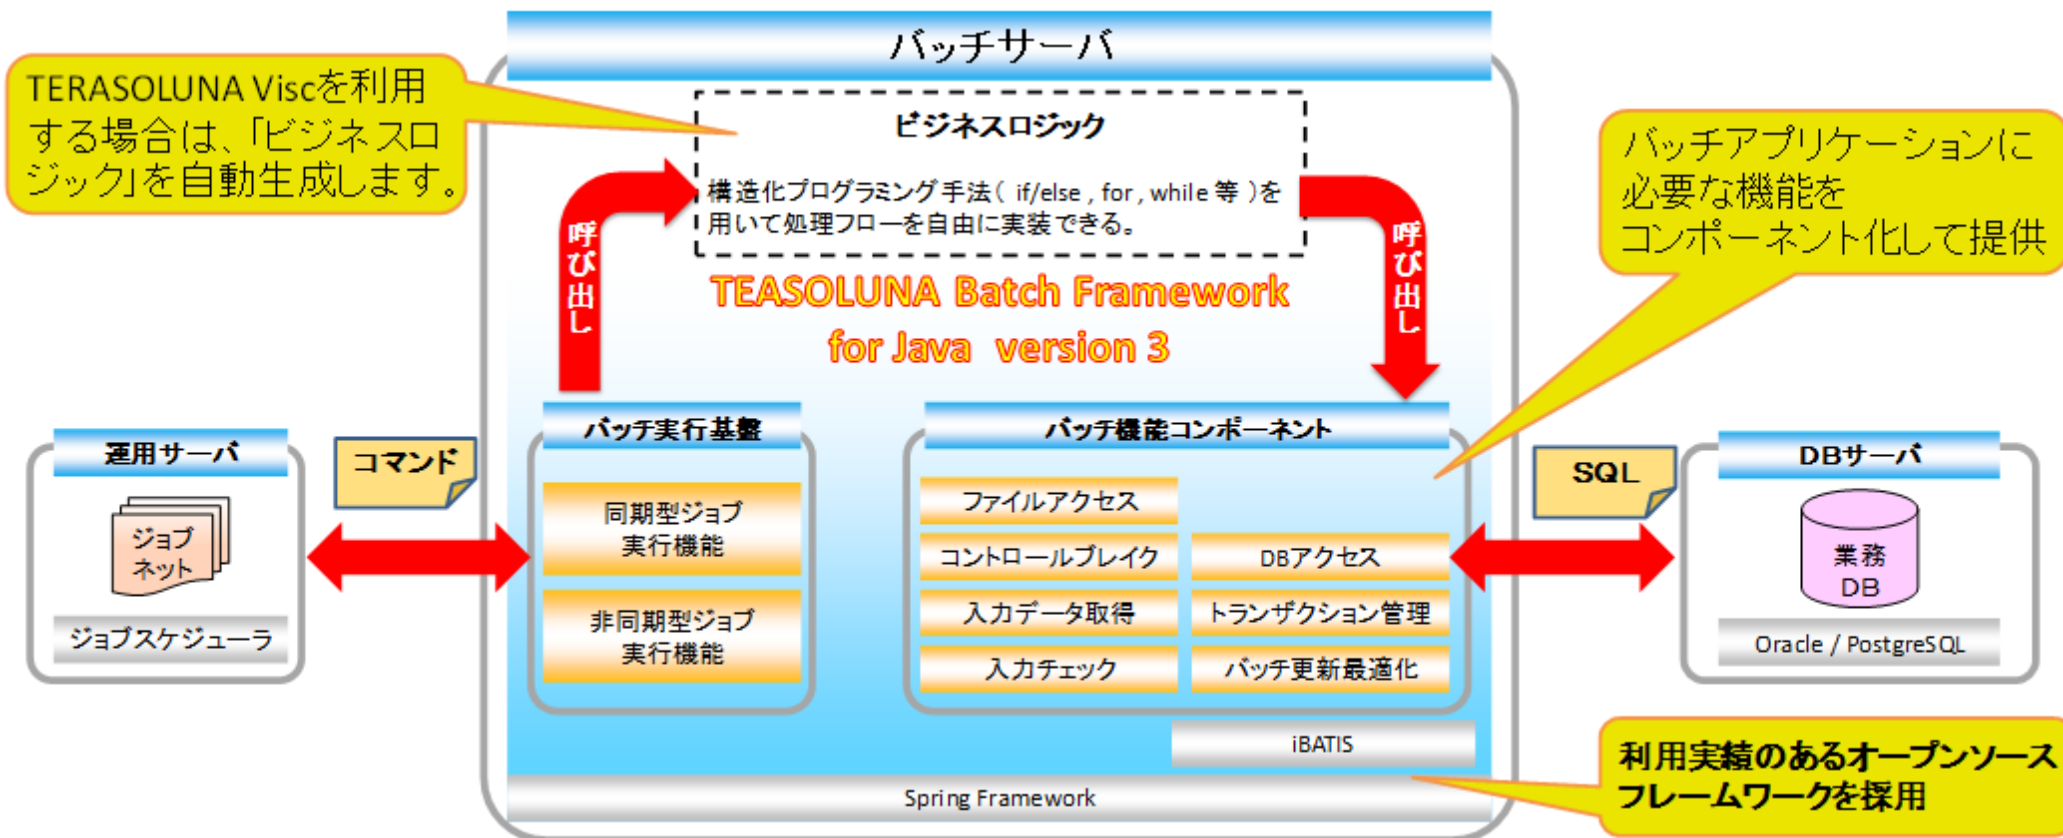 バッチサーバ
TERASOLUNA Viscを利用
する場合は、「ビジネスロ
ジック」を自動生成します。
ビジネスロジック
構造化プログラミング手法( if/else , for , while 等 )を
用いて処理フローを自由に実装できる。
呼び出し
呼び出し
バッチアプリケーションに
必要な機能を
コンポーネント化して提供
TEASOLUNA Batch Framework
for Java version 3
運用サーバ
ジョブ
ネット
ジョブスケジューラ
コマンド
バッチ実行基盤
同期型ジョブ
実行機能
非同期型ジョブ
実行機能
バッチ機能コンポーネント
ファイルアクセス
コントロールブレイク
入力データ取得
入力チェック
DBアクセス
トランザクション管理
バッチ更新最適化
SQL
DBサーバ
業務
DB
Oracle / PostgreSQL
iBATIS
Spring Framework
利用実績のあるオープンソース
フレームワークを採用